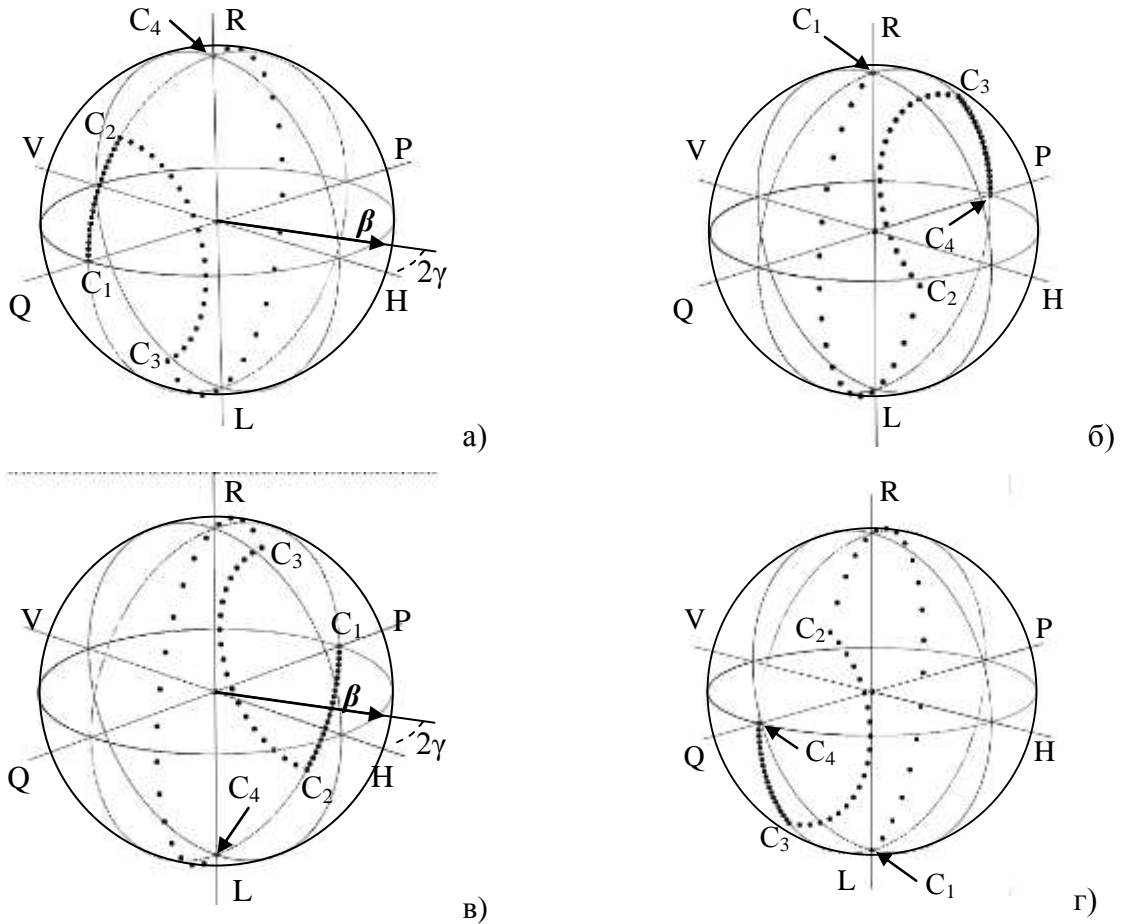 C4 R
C2
V P
β
2γ
H
C1
Q
C3
L
а)
C1 R
C3
V P
C4
C2
Q H
L
б)
R
C3
V C1 P
β
2γ
Q H
C4 C2
L
в)
R
V C2 P
Q C4 H
C3
L C1
г)